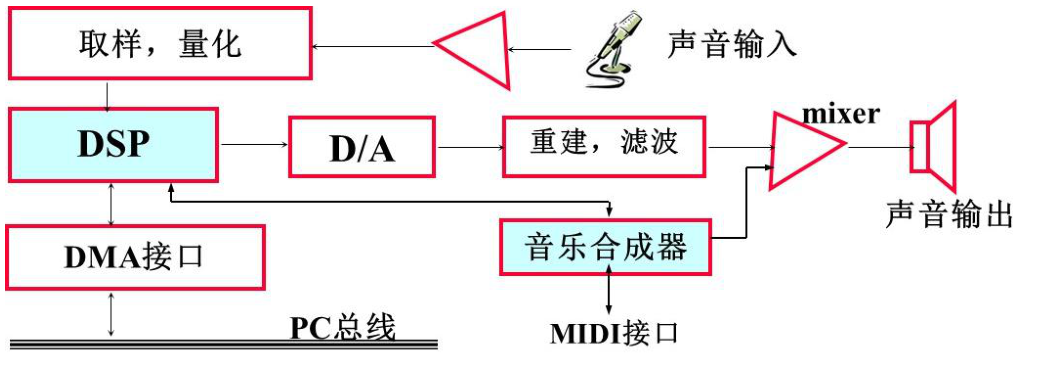 取样，量化
声音输入
DSP
D/A
重建，滤波
mixer
声音输出
DMA接口
音乐合成器
PC总线
MIDI接口